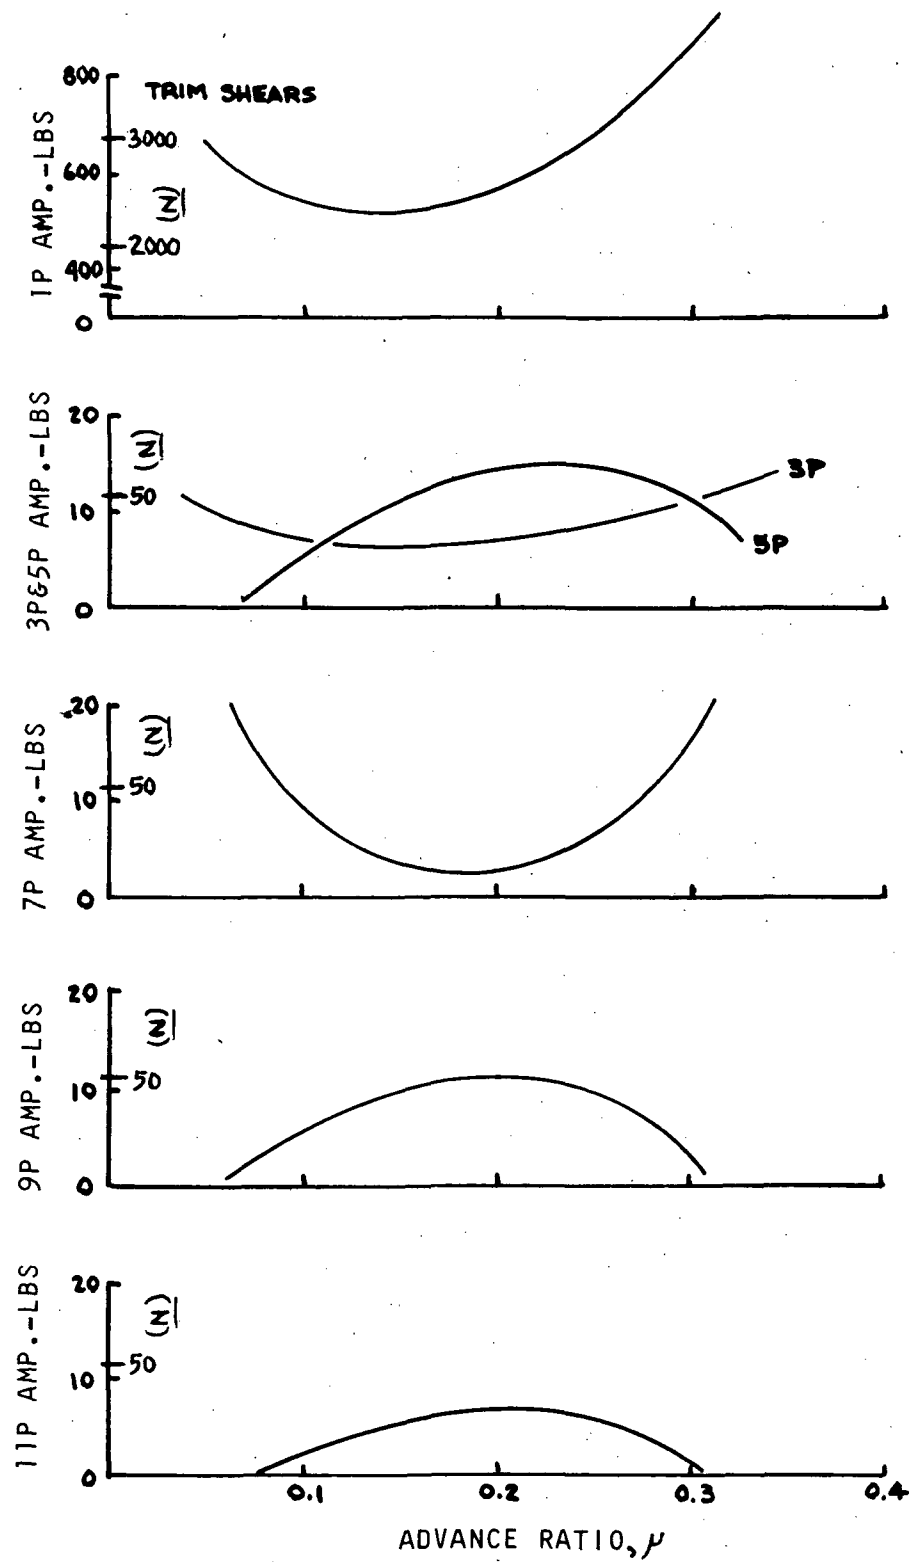 TRIM SHEARS
1P AMP.-LBS
800
600
400
0
3000
2000
(N)
3P&5P AMP.-LBS
20
10
0
50
(N)
3P
5P
7P AMP.-LBS
20
10
0
50
(N)
9P AMP.-LBS
20
10
0
50
(N)
11P AMP.-LBS
20
10
0
50
(N)
0.1 0.2 0.3 0.4
ADVANCE RATIO, μ